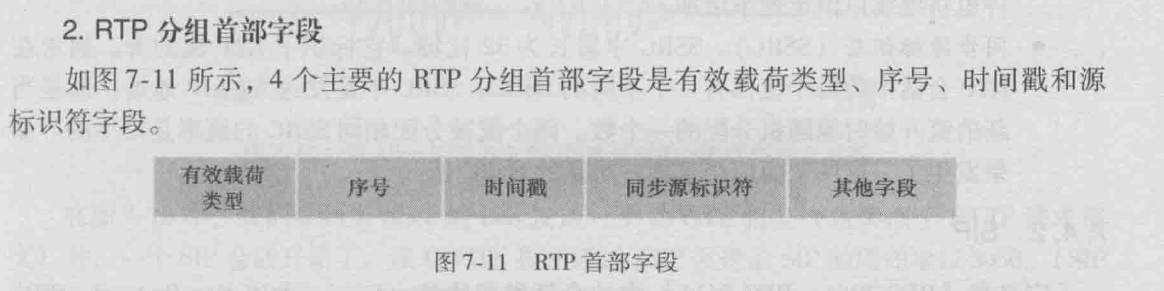 2. RTP 分组首部字段
如图7-11 所示，4 个主要的 RTP 分组首部字段是有效载荷类型、序号、时间戳和源
标识符字段。
有效载荷
类型
序号
时间戳
同步源标识符
其他字段
图 7-11 RTP 首部字段